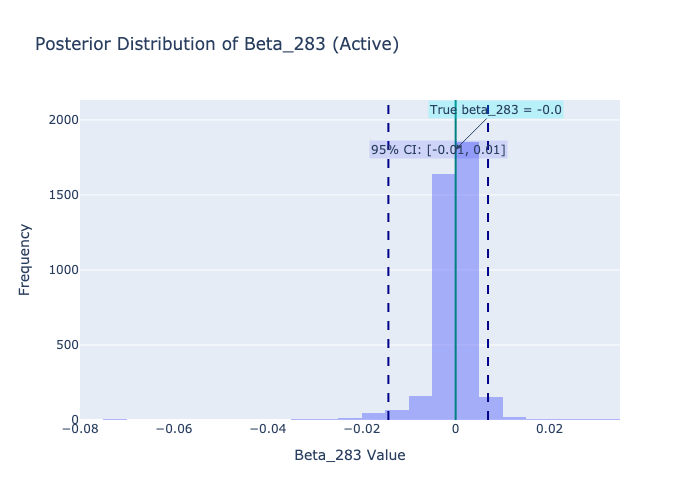 Posterior Distribution of Beta_283 (Active)
True beta_283 = -0.0
95% CI: [-0.01, 0.01]
2000
1500
1000
500
0
Frequency
−0.08
−0.06
−0.04
−0.02
0
0.02
Beta_283 Value